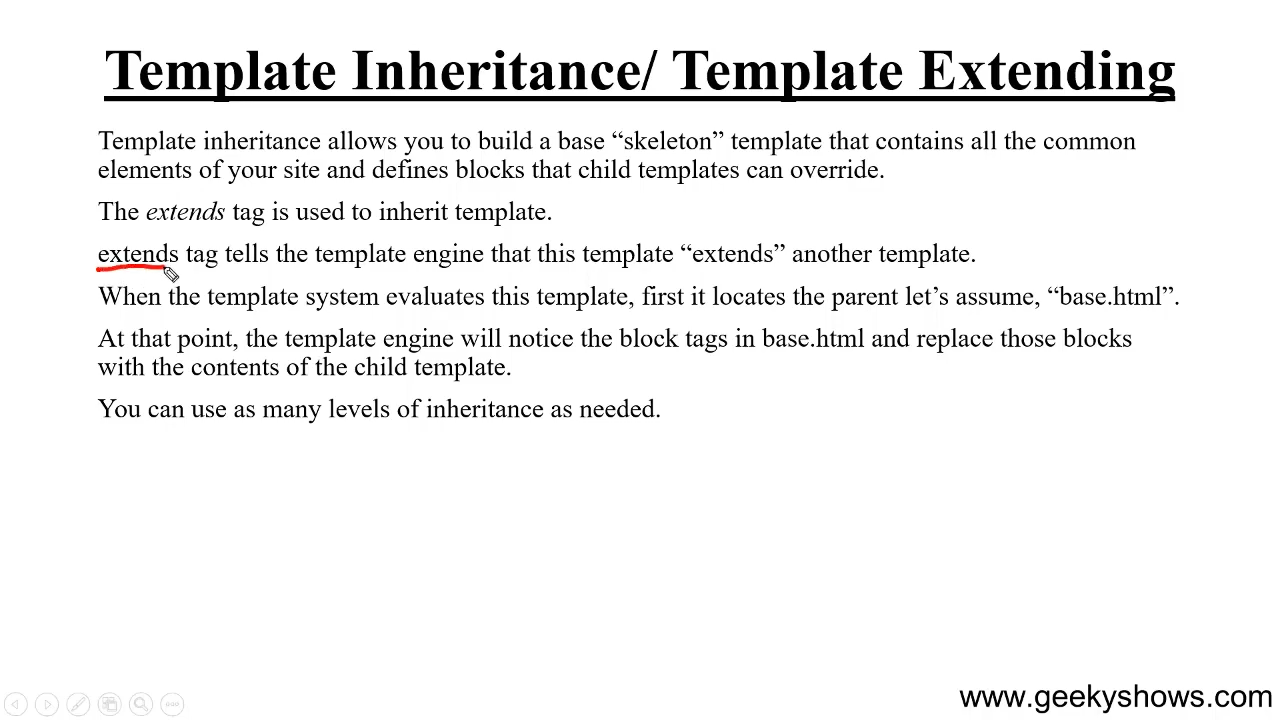 Template Inheritance/ Template Extending
Template inheritance allows you to build a base “skeleton” template that contains all the common
elements of your site and defines blocks that child templates can override.
The extends tag is used to inherit template.
extends tag tells the template engine that this template “extends” another template.
When the template system evaluates this template, first it locates the parent let’s assume, “base.html”.
At that point, the template engine will notice the block tags in base.html and replace those blocks
with the contents of the child template.
You can use as many levels of inheritance as needed.
www.geekyshows.com